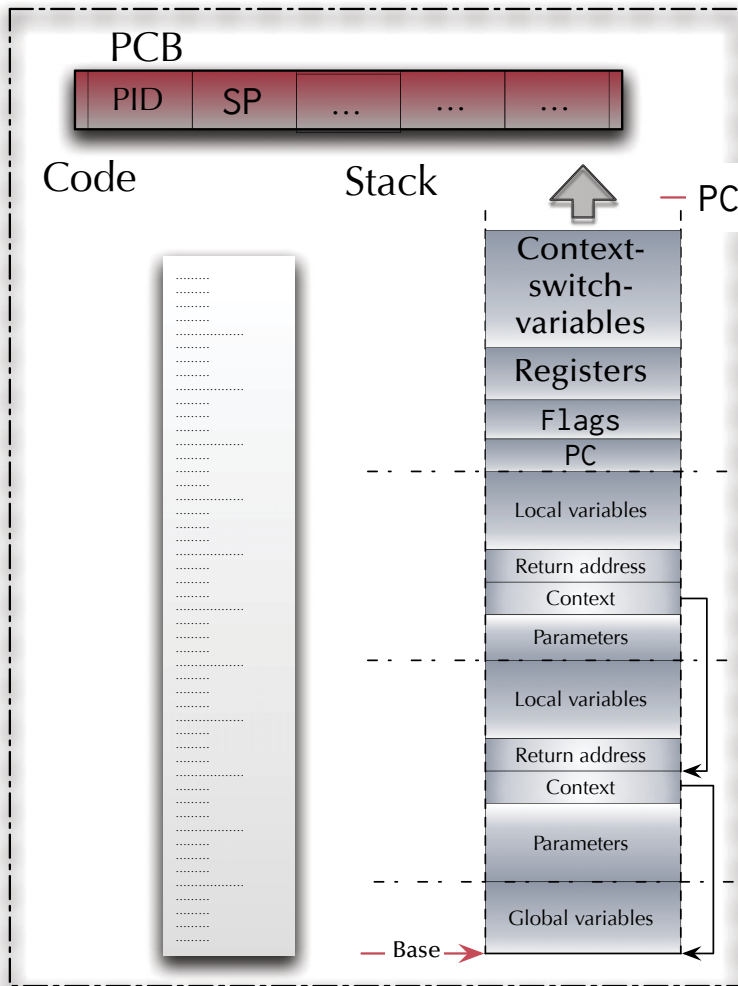 PCB
PID SP ... ... ...
Code
Stack
PC
Context-
switch-
variables
Registers
Flags
PC
Local variables
Return address
Context
Parameters
Local variables
Return address
Context
Parameters
Global variables
Base